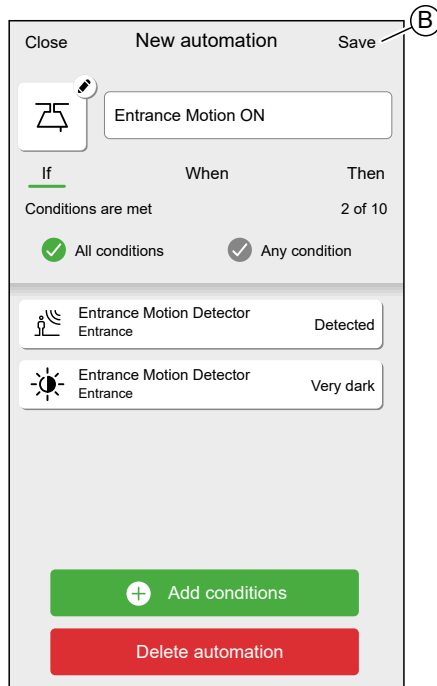 B
Close New automation Save
Entrance Motion ON
If When Then
Conditions are met 2 of 10
All conditions Any condition
Entrance Motion Detector
Entrance
Detected
Entrance Motion Detector
Entrance
Very dark
Add conditions
Delete automation